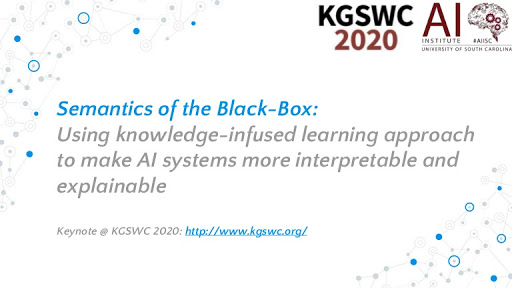 KGSWC
2020
AI
INSTITUTE
#AIISC
UNIVERSITY OF SOUTH CAROLINA
Semantics of the Black-Box:
Using knowledge-infused learning approach
to make AI systems more interpretable and
explainable
Keynote @ KGSWC 2020: http://www.kgswc.org/